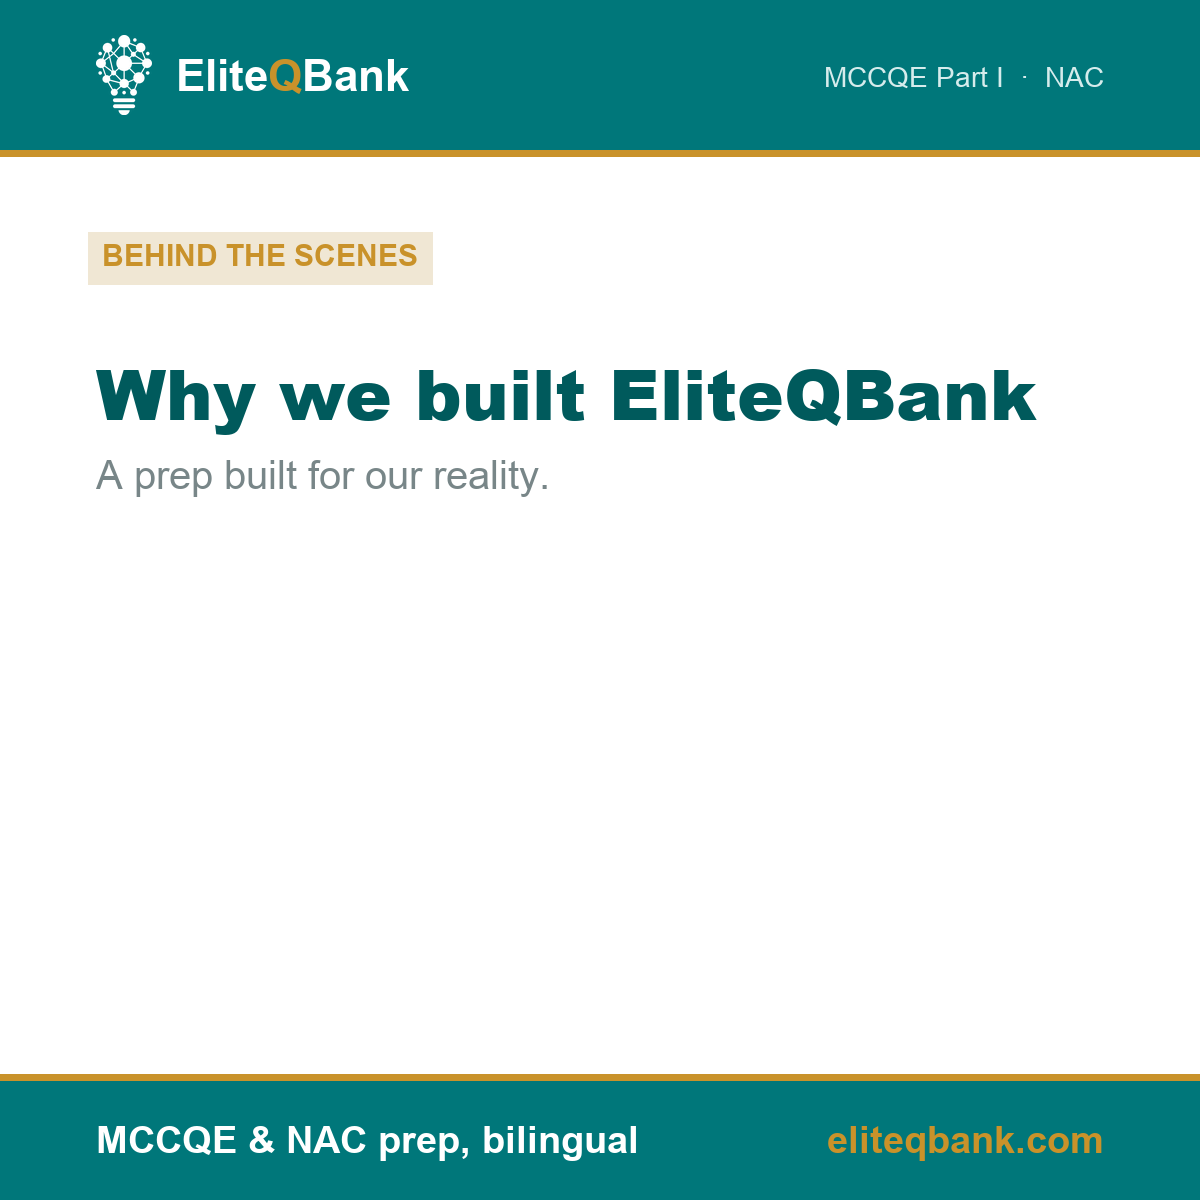 EliteQBank
MCCQE Part I · NAC
BEHIND THE SCENES
Why we built EliteQBank
A prep built for our reality.
MCCQE & NAC prep, bilingual
eliteqbank.com